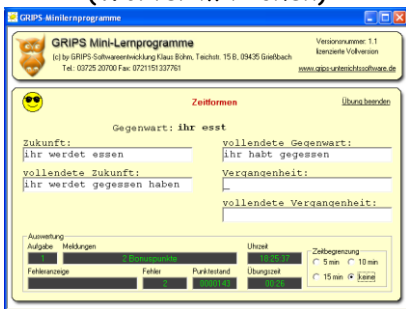 GRIPS-Minilernprogramme
GRIPS Mini-Lernprogramme
(c) by GRIPS-Softwareentwicklung Klaus Böhm, Teichstr. 15 B, 09435 Grießbach
Tel.: 03725 20700 Fax: 0721151337761
Versionsnummer: 1.1
lizenzierte Vollversion
www.grips-unterrichtssoftware.de
Zeitformen
Übung beenden
Gegenwart: ihr esst
Zukunft:
ihr werdet essen
vollendete Gegenwart:
ihr habt gegessen
vollendete Zukunft:
ihr werdet gegessen haben
Vergangenheit:
_
vollendete Vergangenheit:
Auswertung
Aufgabe Meldungen Uhrzeit
1 2 Bonuspunkte 18:25:37
Fehleranzeige Fehler Punktestand Übungszeit
2 0000143 00:26
Zeitbegrenzung
5 min 10 min
15 min keine